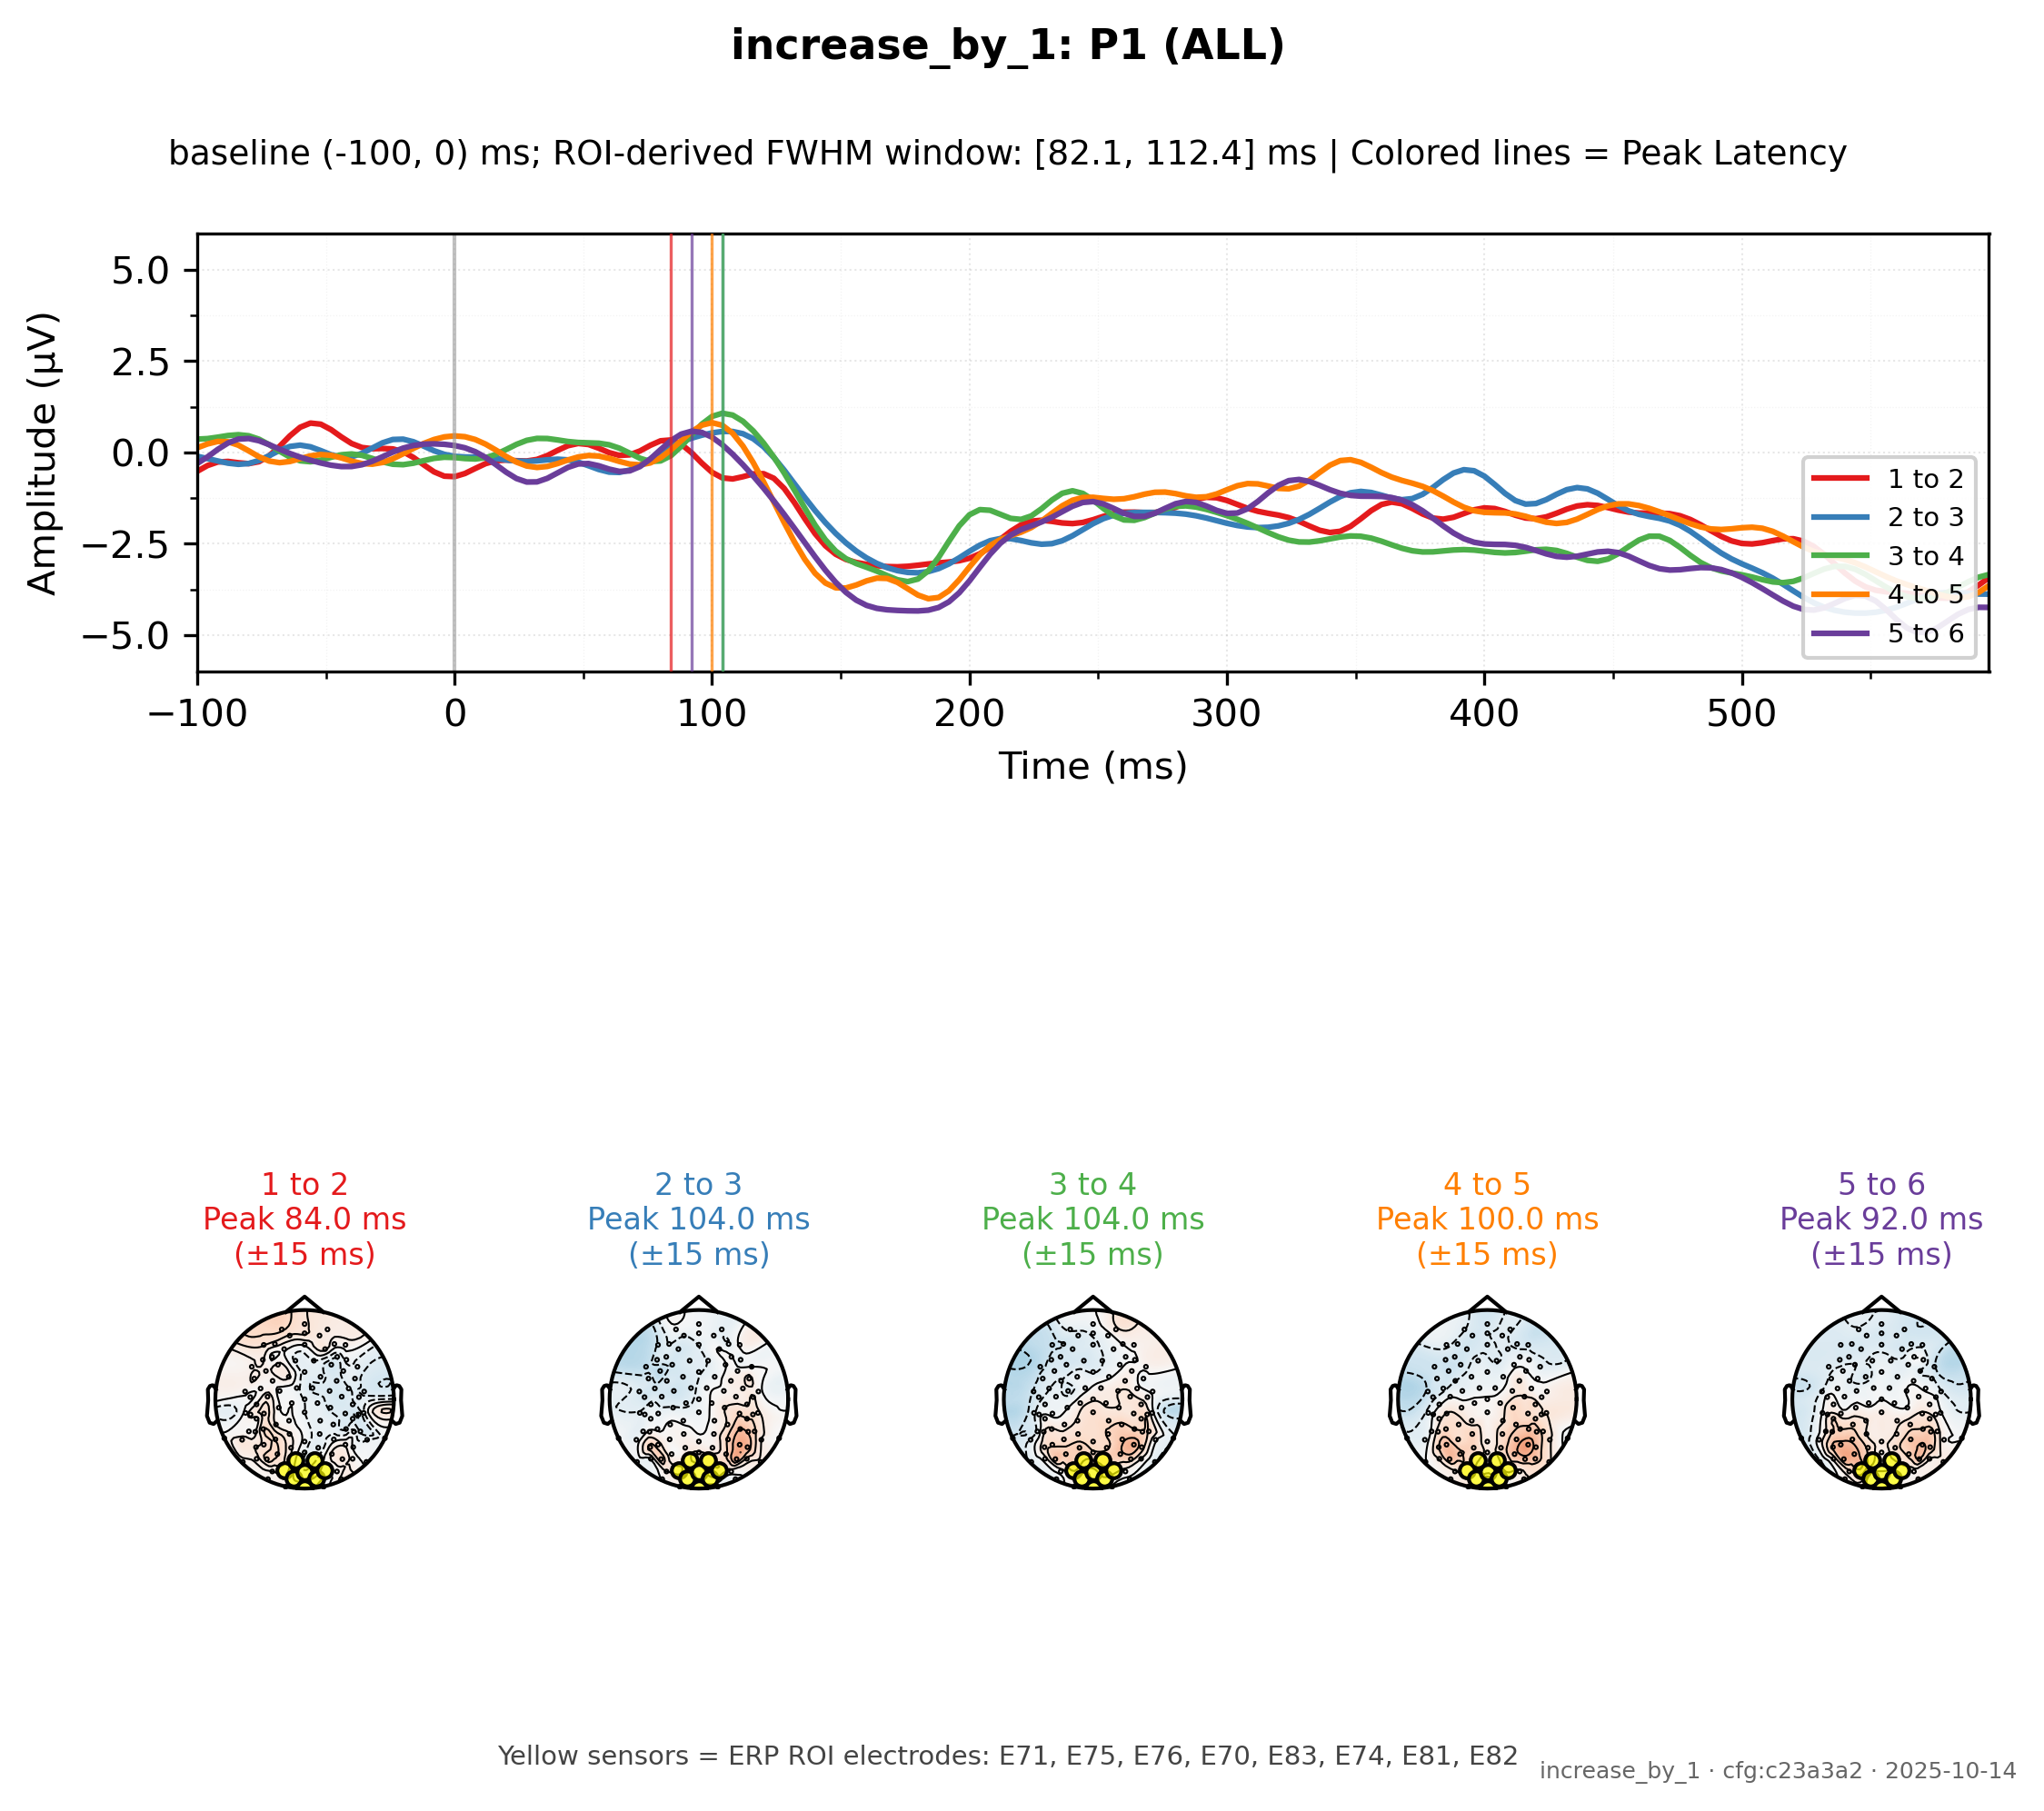 increase_by_1: P1 (ALL)
baseline (-100, 0) ms; ROI-derived FWHM window: [82.1, 112.4] ms | Colored lines = Peak Latency
Amplitude (µV)
5.0
2.5
0.0
−2.5
−5.0
1 to 2
2 to 3
3 to 4
4 to 5
5 to 6
−100
0
100
200
300
400
500
Time (ms)
1 to 2
Peak 84.0 ms
(±15 ms)
2 to 3
Peak 104.0 ms
(±15 ms)
3 to 4
Peak 104.0 ms
(±15 ms)
4 to 5
Peak 100.0 ms
(±15 ms)
5 to 6
Peak 92.0 ms
(±15 ms)
Yellow sensors = ERP ROI electrodes: E71, E75, E76, E70, E83, E74, E81, E82
increase_by_1 · cfg:c23a3a2 · 2025-10-14